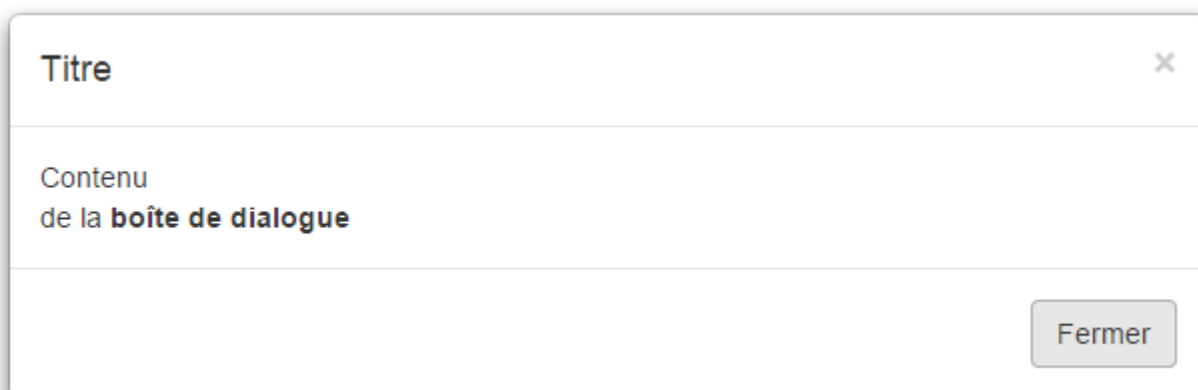 Titre
×
Contenu
de la boîte de dialogue
Fermer